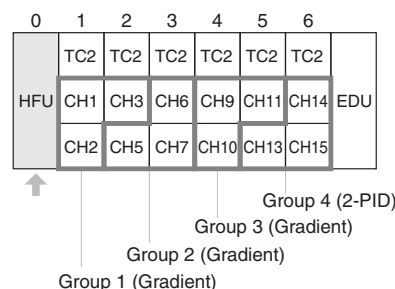 0 1 2 3 4 5 6
TC2 TC2 TC2 TC2 TC2 TC2
HFU CH1 CH3 CH6 CH9 CH11 CH14 EDU
CH2 CH5 CH7 CH10 CH13 CH15
Group 4 (2-PID)
Group 3 (Gradient)
Group 2 (Gradient)
Group 1 (Gradient)